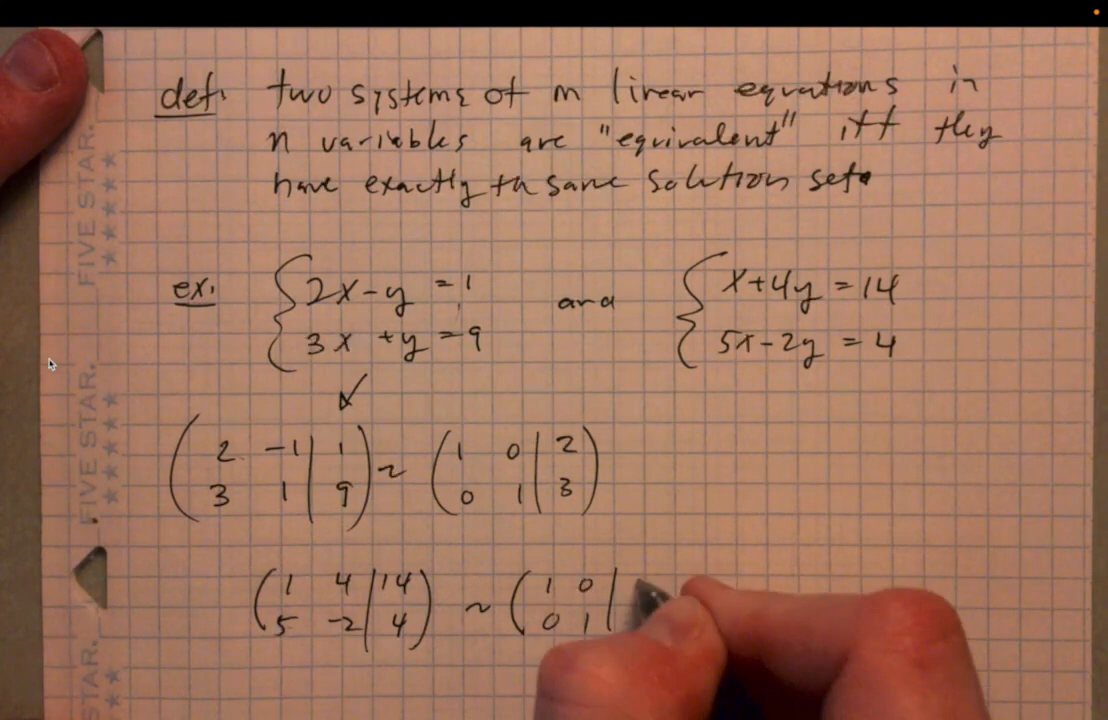 def: two systems of m linear equations in
n variables are "equivalent" iff they
have exactly th same solution set.
ex: { 2x - y = 1 and { x + 4y = 14
3x + y = 9 5x - 2y = 4
( 2 -1 | 1 ) ~ ( 1 0 | 2 )
3 1 | 9 0 1 | 3
( 1 4 | 14 ) ~ ( 1 0 |
5 -2 | 4 0 1 |
FIVE STAR.
FIVE STAR.
STAR.